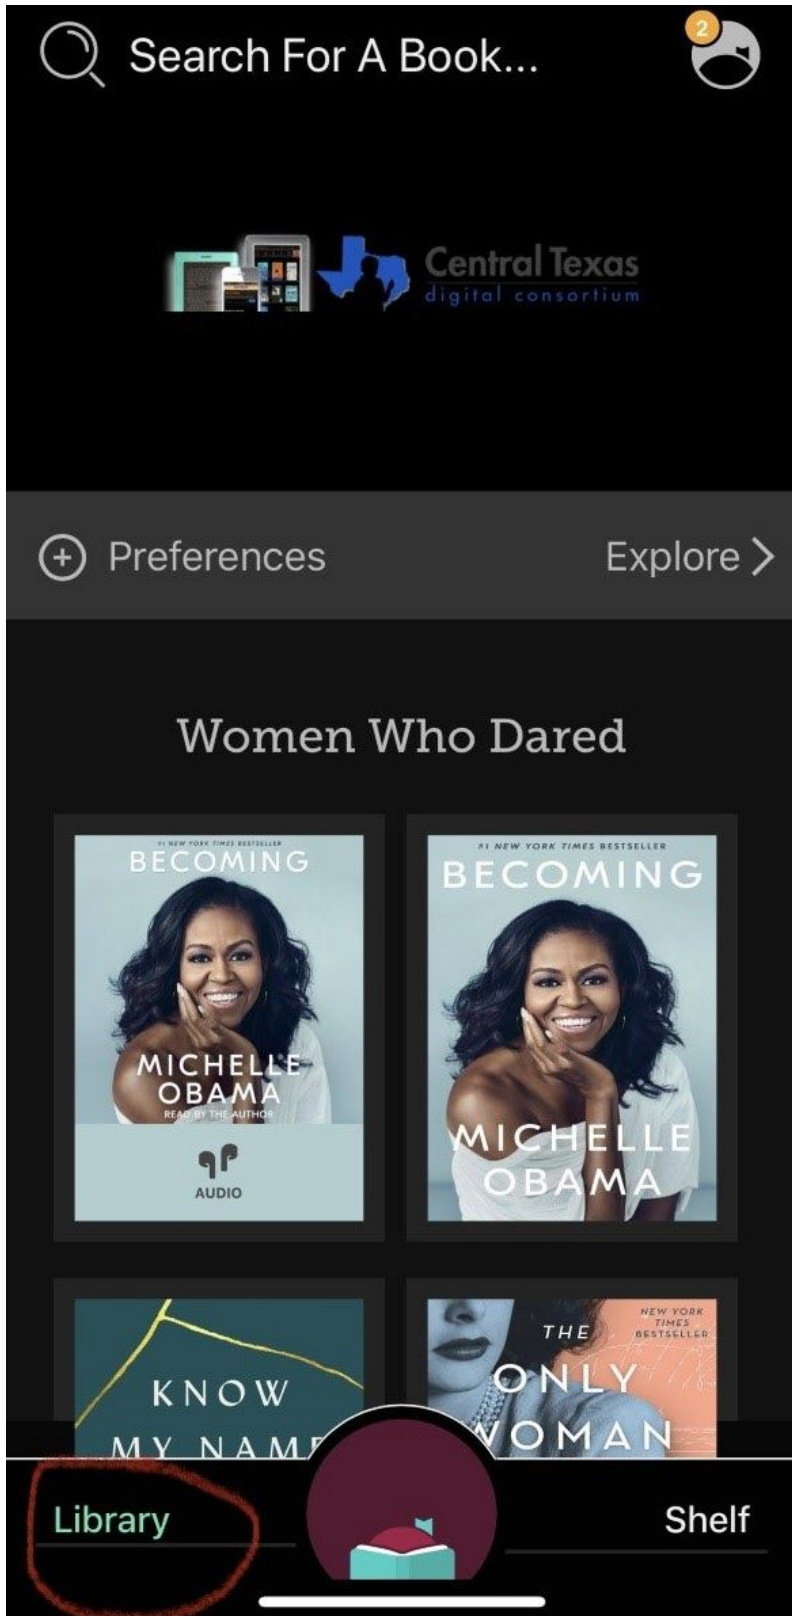 Search For A Book...
2
Central Texas
digital consortium
Preferences
Explore
Women Who Dared
#1 NEW YORK TIMES BESTSELLER
BECOMING
MICHELLE
OBAMA
READ BY THE AUTHOR
AUDIO
#1 NEW YORK TIMES BESTSELLER
BECOMING
MICHELLE
OBAMA
KNOW
MY NAME
THE
ONLY
WOMAN
NEW YORK
TIMES
BESTSELLER
Library
Shelf